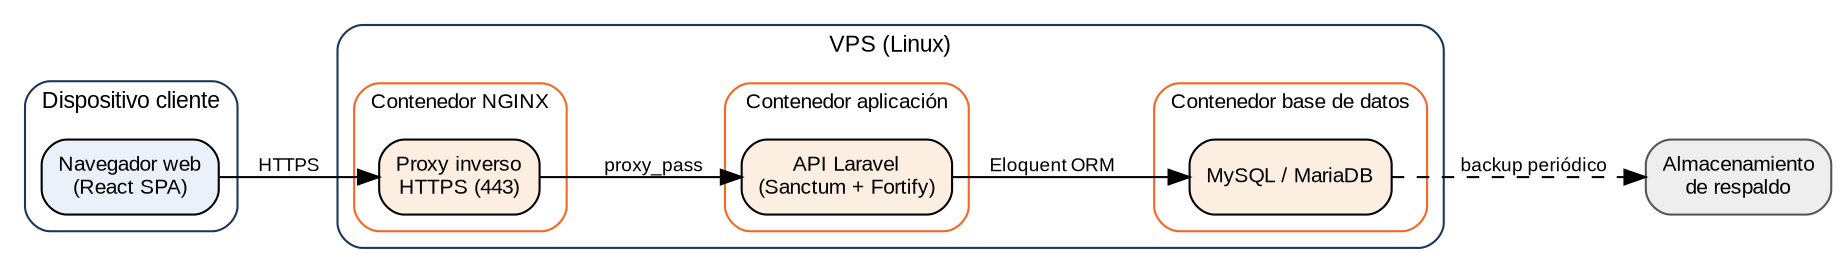 VPS (Linux)
Dispositivo cliente
Navegador web
(React SPA)
HTTPS
Contenedor NGINX
Proxy inverso
HTTPS (443)
proxy_pass
Contenedor aplicación
API Laravel
(Sanctum + Fortify)
Eloquent ORM
Contenedor base de datos
MySQL / MariaDB
backup periódico
Almacenamiento
de respaldo